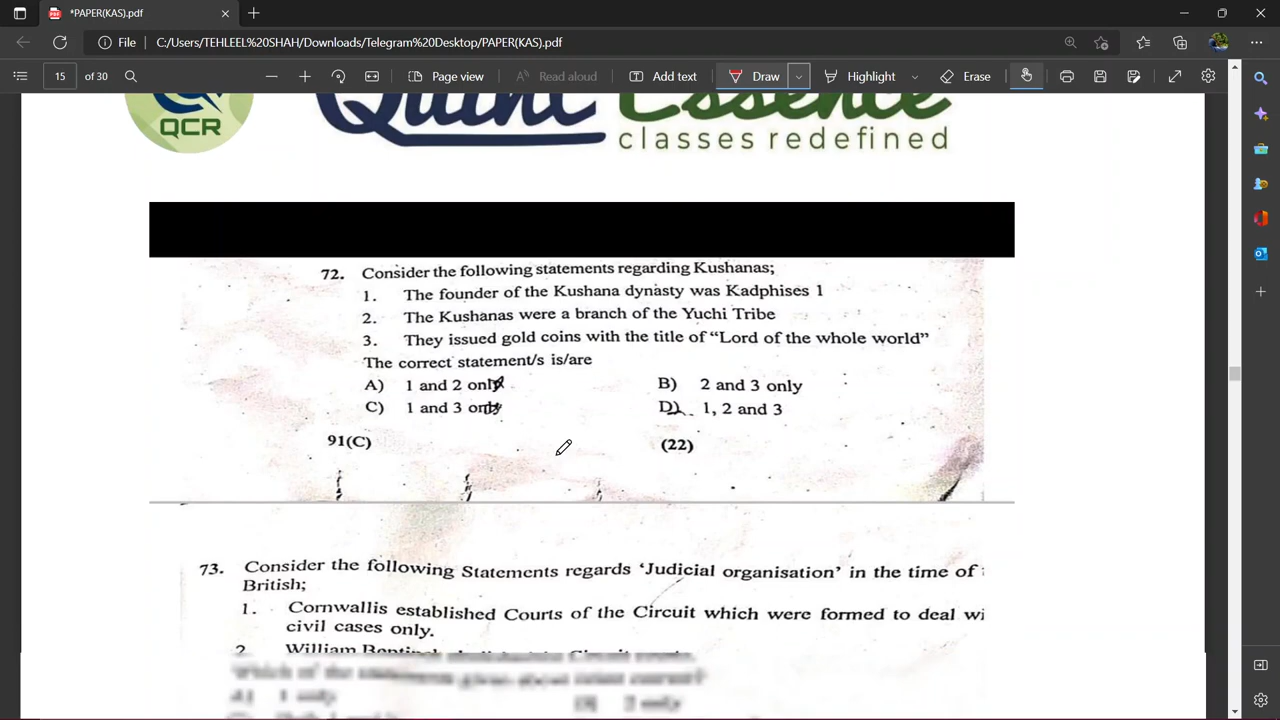 *PAPER(KAS).pdf
File C:/Users/TEHLEEL%20SHAH/Downloads/Telegram%20Desktop/PAPER(KAS).pdf
15 of 30 Page view Read aloud Add text Draw Highlight Erase
QCR
Quint Essence
classes redefined
72. Consider the following statements regarding Kushanas;
1. The founder of the Kushana dynasty was Kadphises 1
2. The Kushanas were a branch of the Yuchi Tribe
3. They issued gold coins with the title of “Lord of the whole world”
The correct statement/s is/are
A) 1 and 2 only B) 2 and 3 only
C) 1 and 3 only D) 1, 2 and 3
91(C) (22)
73. Consider the following Statements regards ‘Judicial organisation’ in the time of
British;
1. Cornwallis established Courts of the Circuit which were formed to deal wi
civil cases only.
2. William Bentinck
1 only 2 only